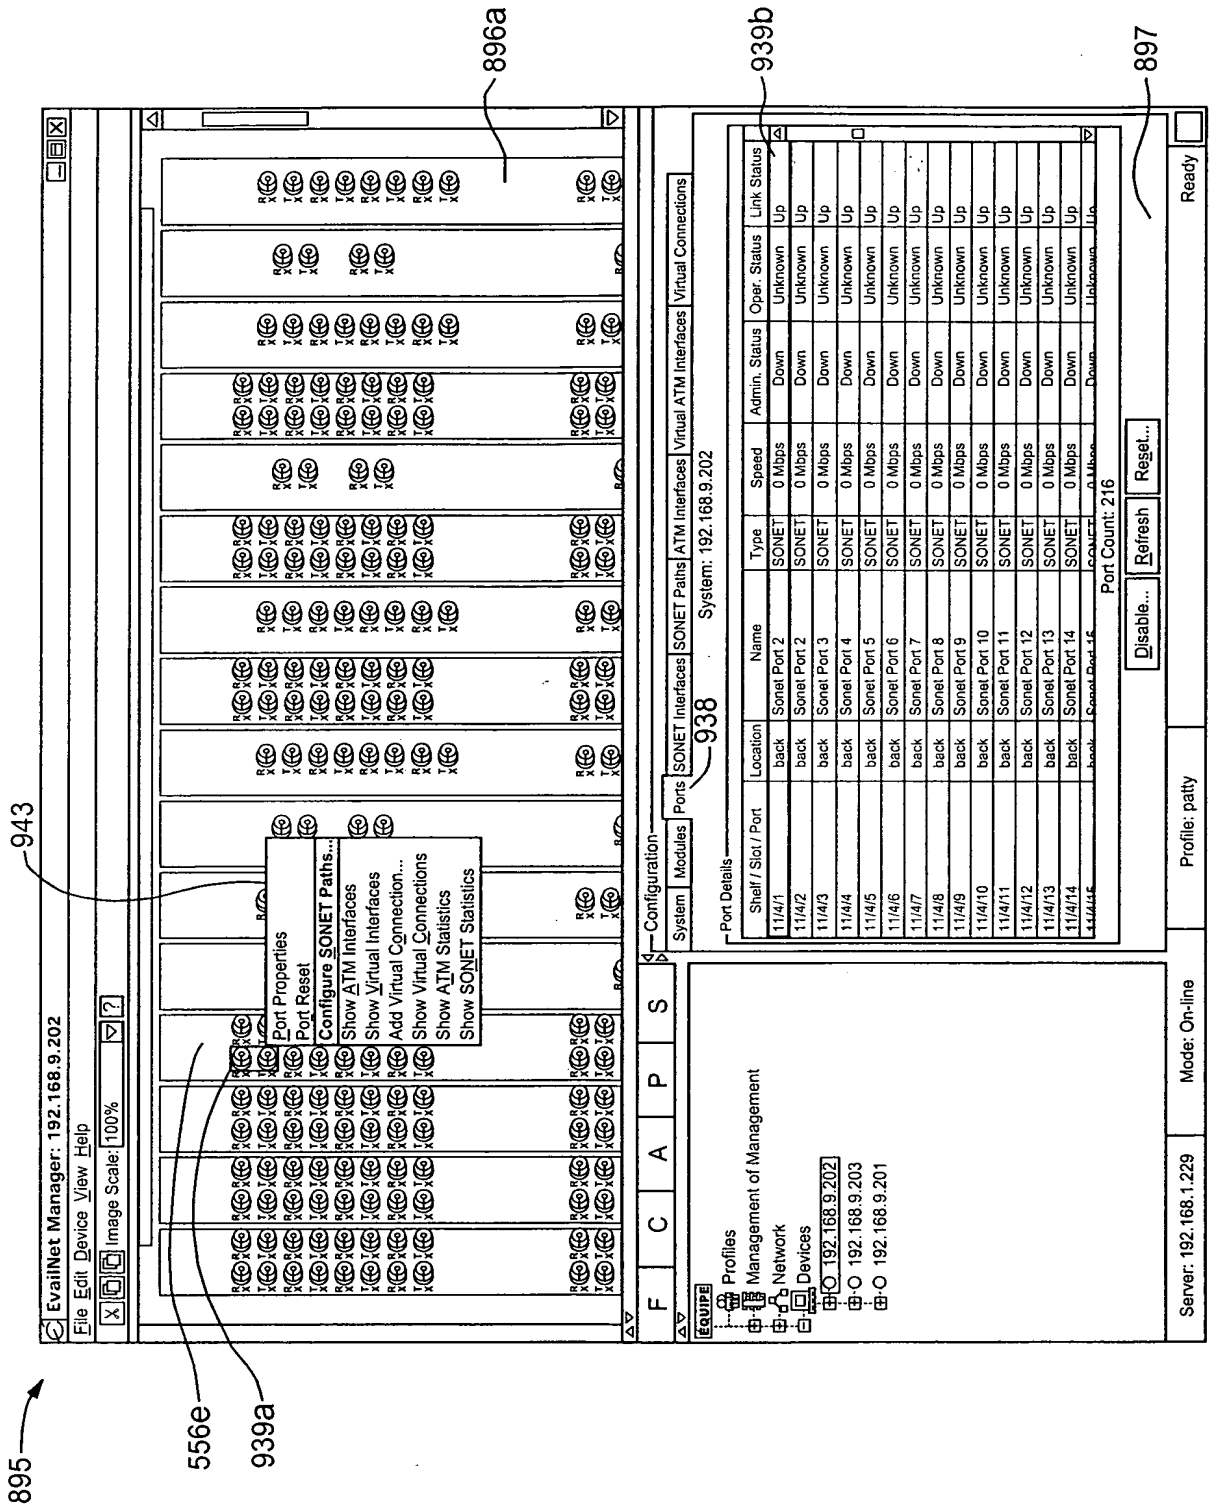 895
EvailNet Manager: 192.168.9.202
File Edit Device View Help
Image Scale: 100% ?
943
896a
556e
939a
Port Properties
Port Reset
Configure SONET Paths...
Show ATM Interfaces
Show Virtual Interfaces
Add Virtual Connection...
Show Virtual Connections
Show ATM Statistics
Show SONET Statistics
F C A P S
EQUIPE
Profiles
Management of Management
Network
Devices
192.168.9.202
192.168.9.203
192.168.9.201
Configuration
System Modules Ports SONET Interfaces SONET Paths ATM Interfaces Virtual ATM Interfaces Virtual Connections
938
System: 192.168.9.202
939b
Port Details
Shelf / Slot / Port Location Name Type Speed Admin. Status Oper. Status Link Status
11/4/1 back Sonet Port 2 SONET 0 Mbps Down Unknown Up
11/4/2 back Sonet Port 2 SONET 0 Mbps Down Unknown Up
11/4/3 back Sonet Port 3 SONET 0 Mbps Down Unknown Up
11/4/4 back Sonet Port 4 SONET 0 Mbps Down Unknown Up
11/4/5 back Sonet Port 5 SONET 0 Mbps Down Unknown Up
11/4/6 back Sonet Port 6 SONET 0 Mbps Down Unknown Up
11/4/7 back Sonet Port 7 SONET 0 Mbps Down Unknown Up
11/4/8 back Sonet Port 8 SONET 0 Mbps Down Unknown Up
11/4/9 back Sonet Port 9 SONET 0 Mbps Down Unknown Up
11/4/10 back Sonet Port 10 SONET 0 Mbps Down Unknown Up
11/4/11 back Sonet Port 11 SONET 0 Mbps Down Unknown Up
11/4/12 back Sonet Port 12 SONET 0 Mbps Down Unknown Up
11/4/13 back Sonet Port 13 SONET 0 Mbps Down Unknown Up
11/4/14 back Sonet Port 14 SONET 0 Mbps Down Unknown Up
11/4/15 back Sonet Port 15 SONET 0 Mbps Down Unknown Up
Port Count: 216
Disable... Refresh Reset...
897
Server: 192.168.1.229 Mode: On-line Profile: patty Ready